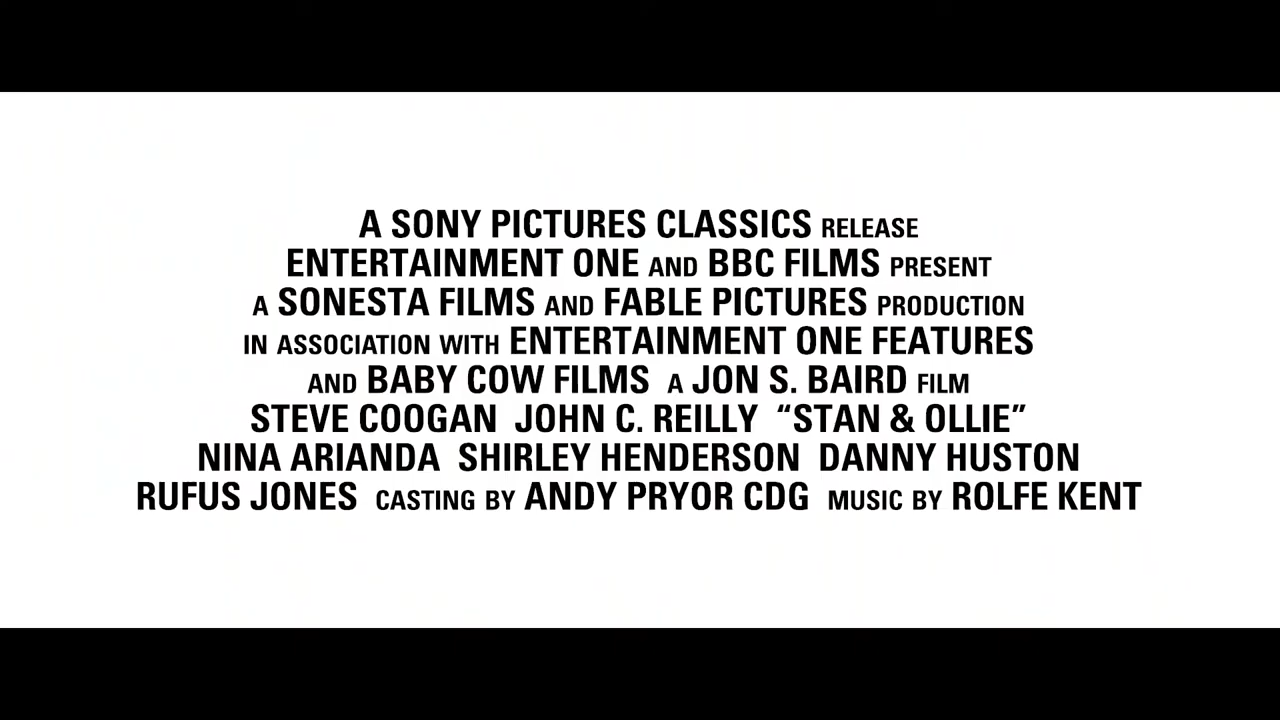 A SONY PICTURES CLASSICS RELEASE
ENTERTAINMENT ONE AND BBC FILMS PRESENT
A SONESTA FILMS AND FABLE PICTURES PRODUCTION
IN ASSOCIATION WITH ENTERTAINMENT ONE FEATURES
AND BABY COW FILMS A JON S. BAIRD FILM
STEVE COOGAN JOHN C. REILLY “STAN & OLLIE”
NINA ARIANDA SHIRLEY HENDERSON DANNY HUSTON
RUFUS JONES CASTING BY ANDY PRYOR CDG MUSIC BY ROLFE KENT